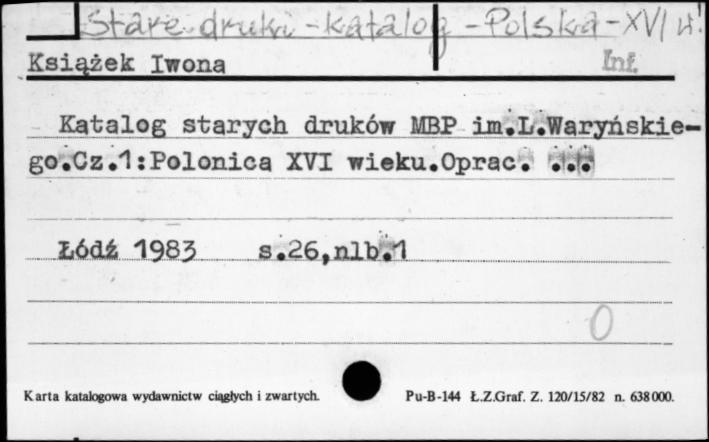 Stare druki - katalog - Polska - XVI w.
Książek Iwona
Inf.
Katalog starych druków MBP im.L.Waryńskie-
go.Cz.1:Polonica XVI wieku.Oprac. ...
Łódź 1983 s.26,nlb.1
0
Karta katalogowa wydawnictw ciągłych i zwartych. Pu-B-144 Ł.Z.Graf. Z. 120/15/82 n. 638000.